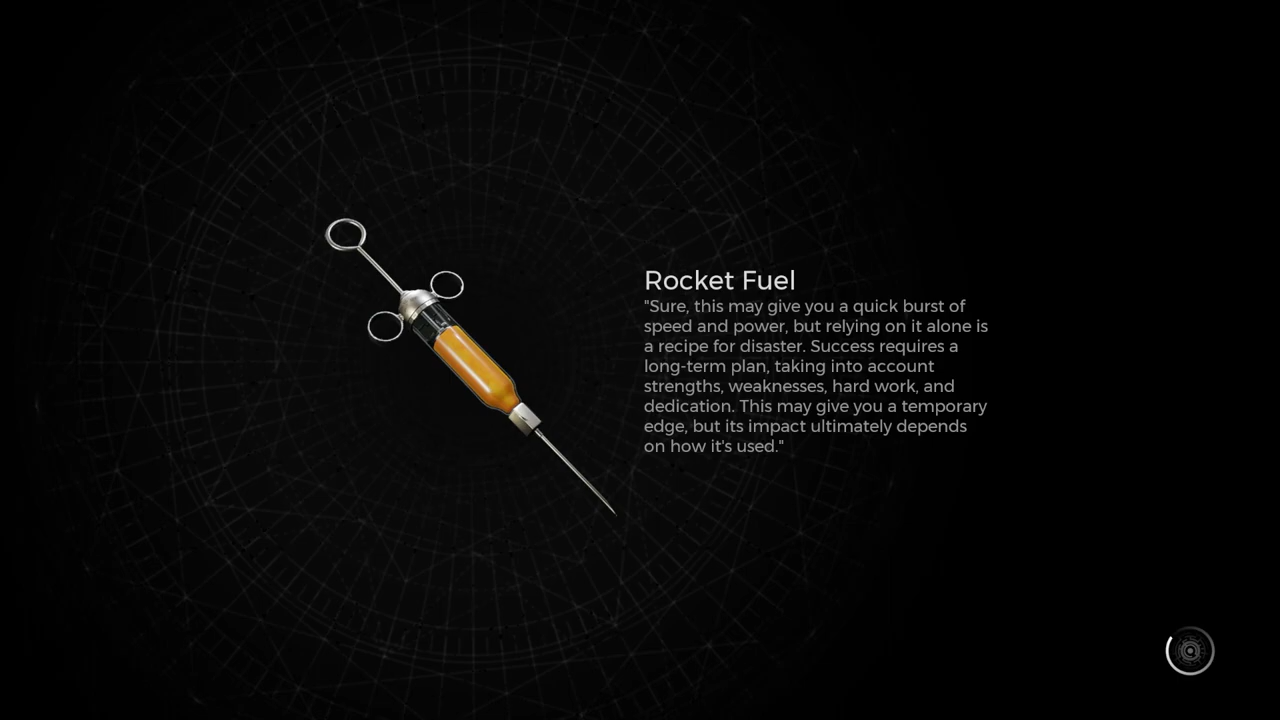 Rocket Fuel
"Sure, this may give you a quick burst of
speed and power, but relying on it alone is
a recipe for disaster. Success requires a
long-term plan, taking into account
strengths, weaknesses, hard work, and
dedication. This may give you a temporary
edge, but its impact ultimately depends
on how it's used."